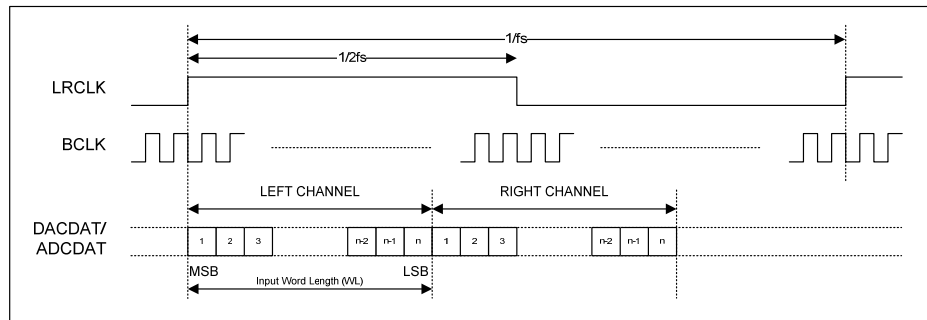 1/fs
1/2fs
LRCLK
BCLK
LEFT CHANNEL
RIGHT CHANNEL
DACDAT/
ADCDAT
1 2 3 n-2 n-1 n 1 2 3 n-2 n-1 n
MSB LSB
Input Word Length (WL)